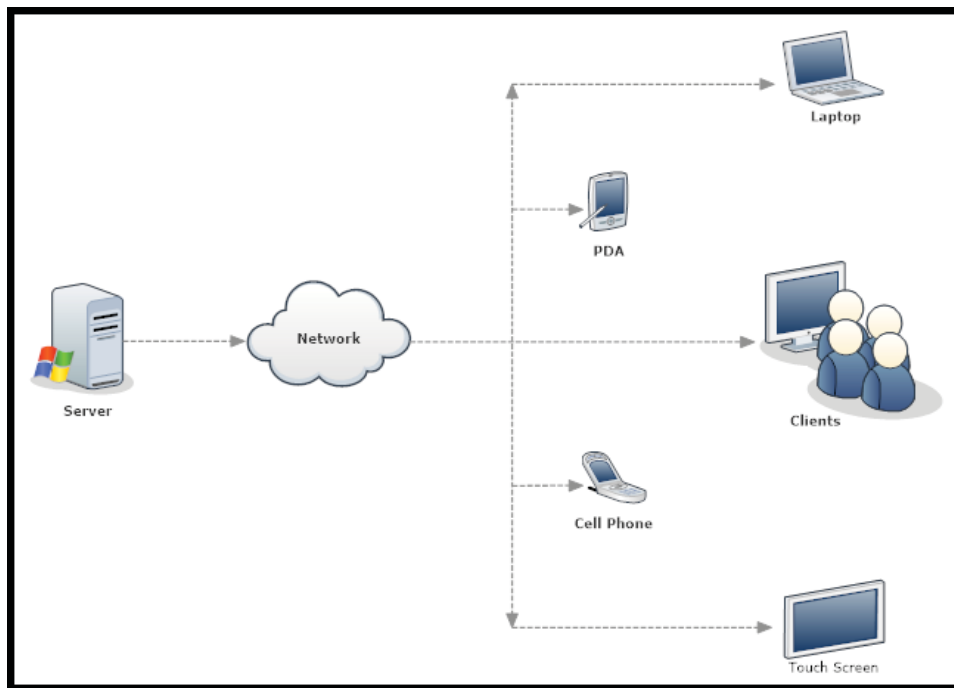 Laptop
PDA
Network
Server
Clients
Cell Phone
Touch Screen